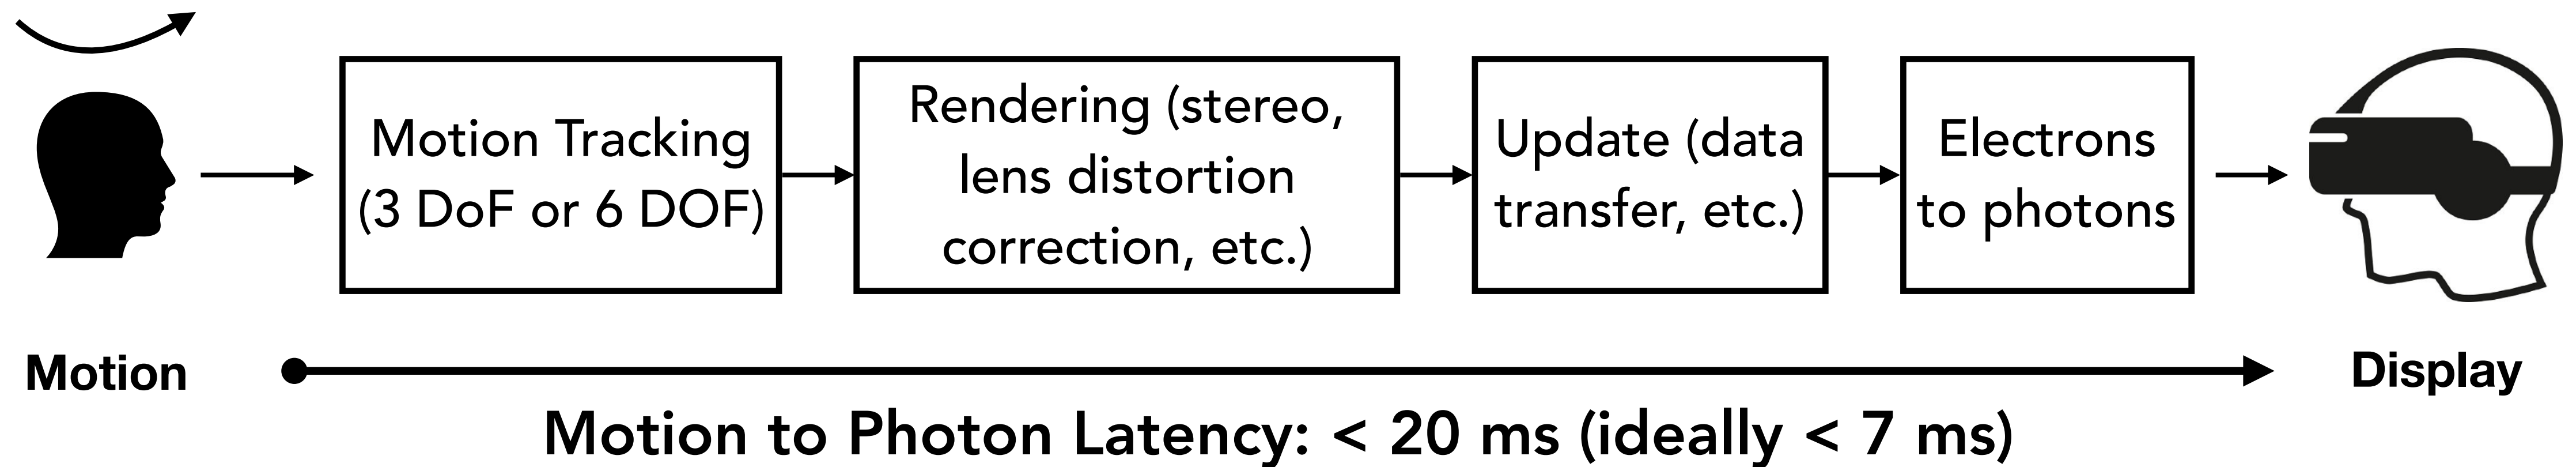 Motion Tracking
(3 DoF or 6 DOF)
Rendering (stereo,
lens distortion
correction, etc.)
Update (data
transfer, etc.)
Electrons
to photons
Motion
Display
Motion to Photon Latency: < 20 ms (ideally < 7 ms)